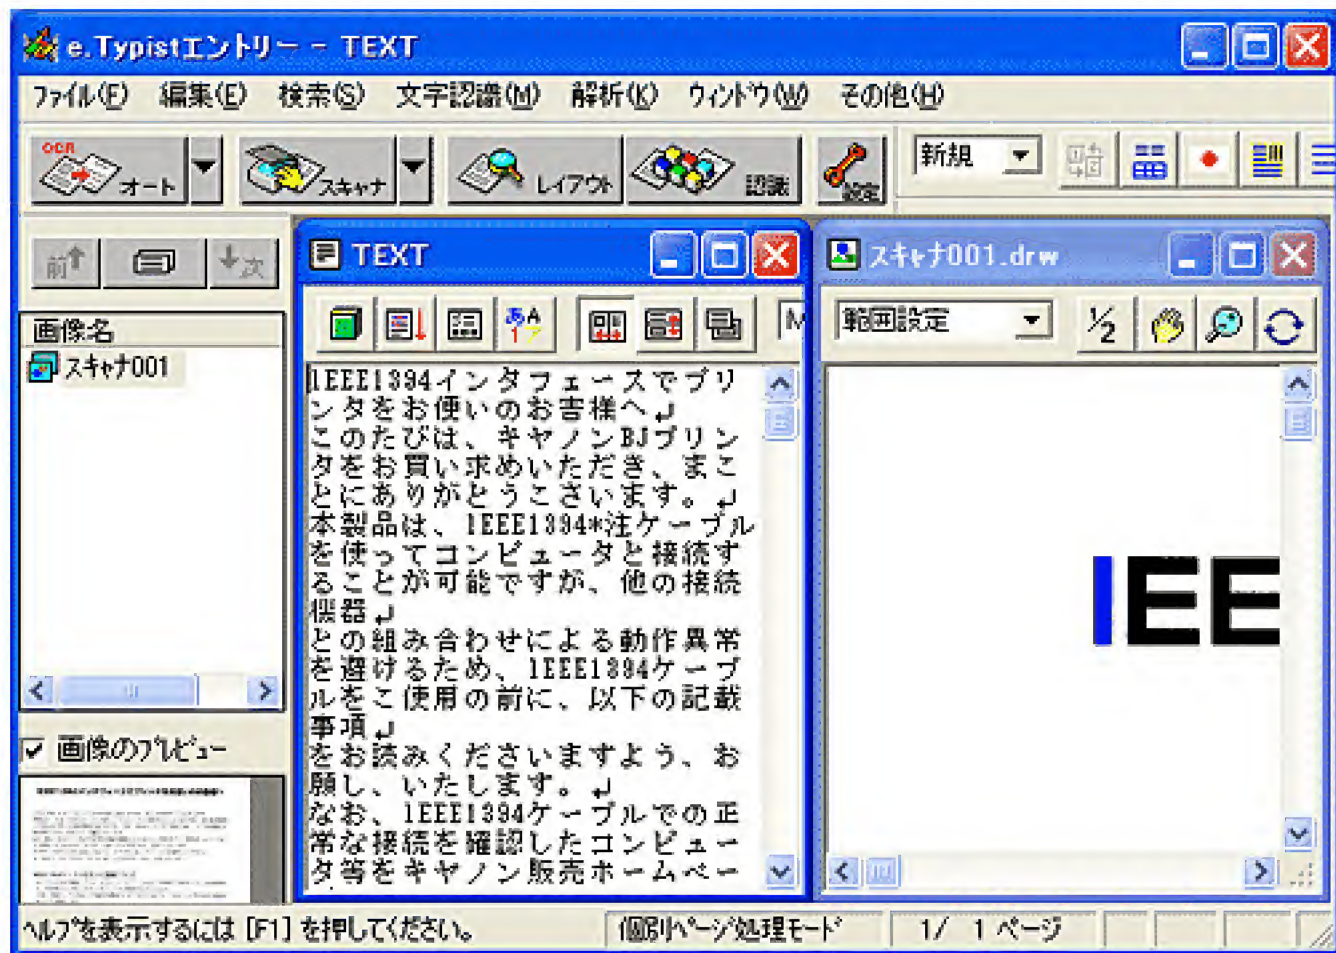 e.Typistエントリー - TEXT
ファイル(F) 編集(E) 検索(S) 文字認識(M) 解析(K) ウィンドウ(W) その他(H)
OCR オート スキャナ レイアウト 認識 設定 新規
前 次
TEXT
スキャナ001.drw
範囲設定 1/2
画像名
スキャナ001
1EEE1394インタフェースでプリ
ンタをお使いのお吉様へ↵
このたびは、キヤノンBJプリン
タをお買い求めいただき、まこ
とにありがとうこさいます。↵
本製品は、1EEE1394*注ケーブル
を使ってコンピュータと接続す
ることが可能ですが、他の接続
機器↵
との組み合わせによる動作異常
を避けるため、1EEE1394ケーブ
ルをこ使用の前に、以下の記載
事項↵
をお読みくださいますよう、お
願し、いたします。↵
なお、1EEE1394ケーブルでの正
常な接続を確認したコンピュー
タ等をキヤノン販売ホームペー
IEE
画像のプレビュー
ヘルプを表示するには [F1] を押してください。 個別ページ処理モード 1/ 1 ページ